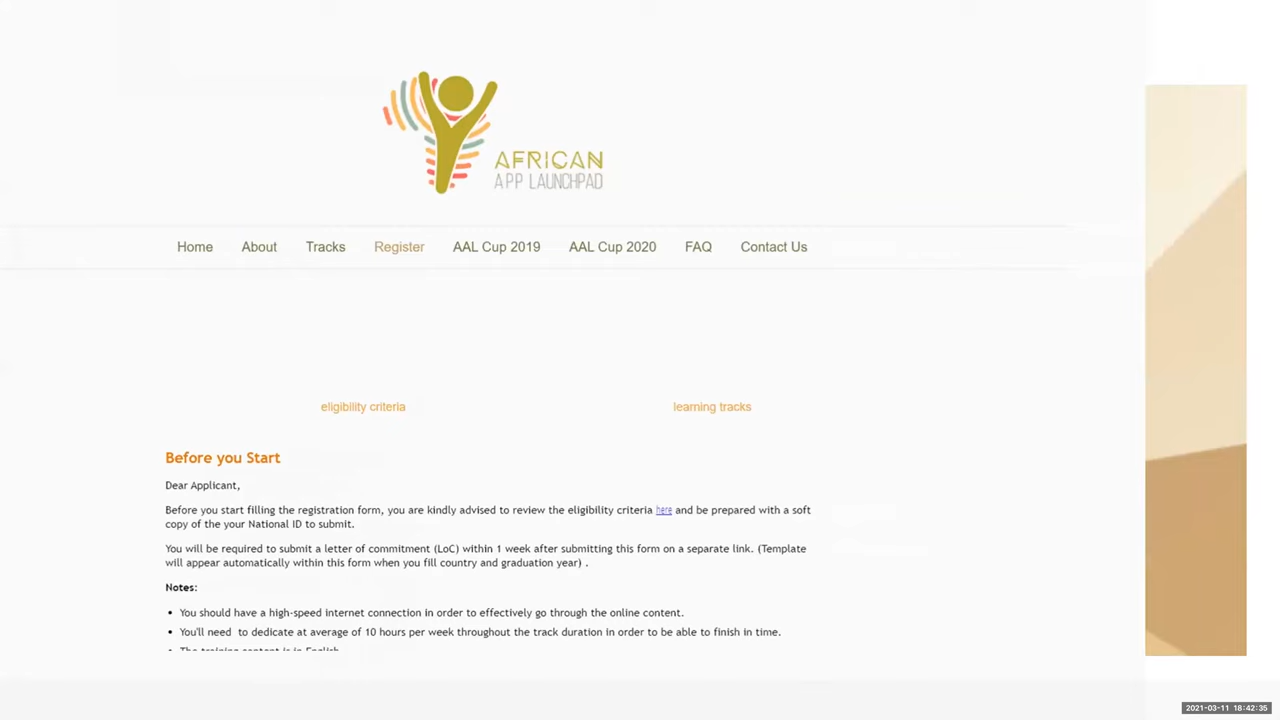 AFRICAN
APP LAUNCHPAD
Home About Tracks Register AAL Cup 2019 AAL Cup 2020 FAQ Contact Us
eligibility criteria learning tracks
Before you Start
Dear Applicant,
Before you start filling the registration form, you are kindly advised to review the eligibility criteria here and be prepared with a soft
copy of the your National ID to submit.
You will be required to submit a letter of commitment (LoC) within 1 week after submitting this form on a separate link. (Template
will appear automatically within this form when you fill country and graduation year) .
Notes:
• You should have a high-speed internet connection in order to effectively go through the online content.
• You'll need to dedicate at average of 10 hours per week throughout the track duration in order to be able to finish in time.
• The training content is in English
2021-03-11 18:42:35